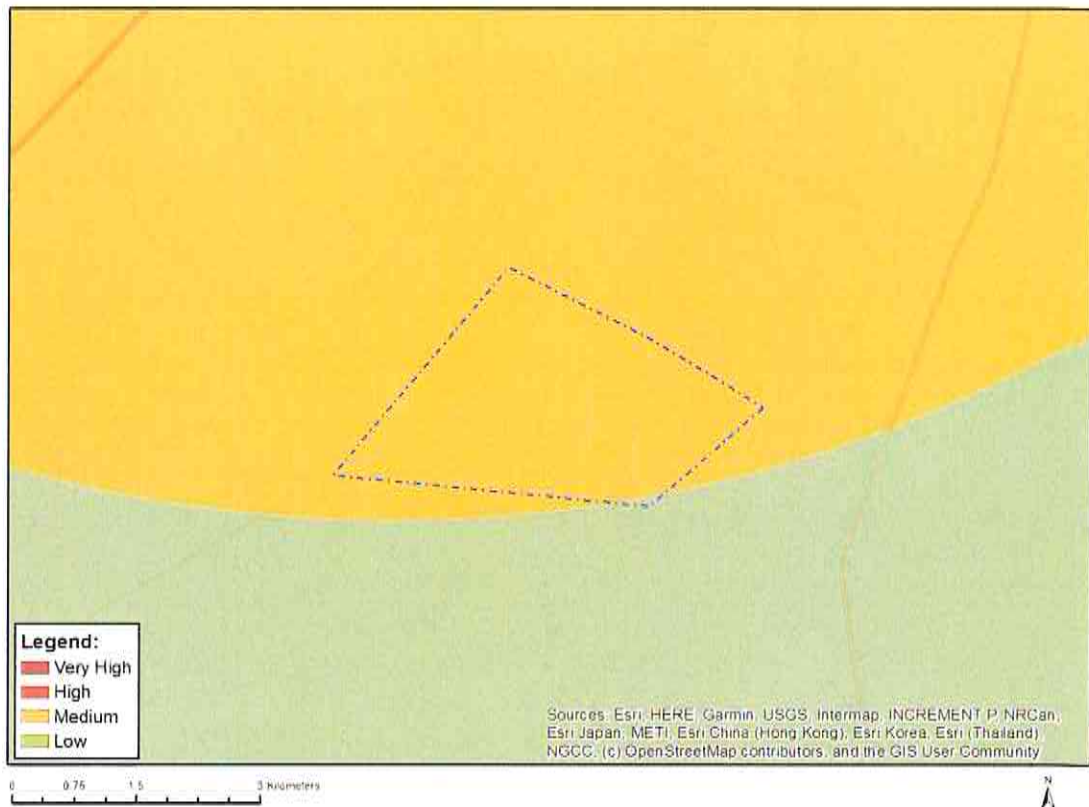 Legend:
Very High
High
Medium
Low
Sources: Esri, HERE, Garmin, USGS, Intermap, INCREMENT P, NRCan,
Esri Japan, METI, Esri China (Hong Kong), Esri Korea, Esri (Thailand),
NGCC, (c) OpenStreetMap contributors, and the GIS User Community
0 0.75 1.5 3 Kilometers
N